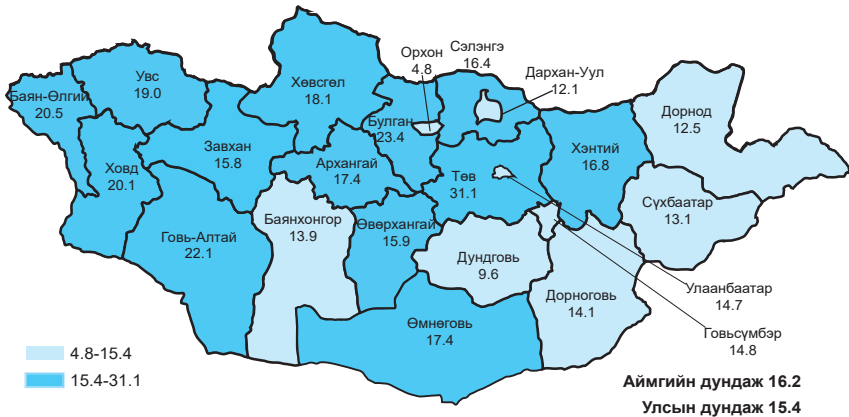 Орхон
4.8
Сэлэнгэ
16.4
Дархан-Уул
12.1
Увс
19.0
Хөвсгөл
18.1
Баян-Өлгий
20.5
Булган
23.4
Дорнод
12.5
Завхан
15.8
Ховд
20.1
Архангай
17.4
Төв
31.1
Хэнтий
16.8
Баянхонгор
13.9
Өвөрхангай
15.9
Сүхбаатар
13.1
Говь-Алтай
22.1
Дундговь
9.6
Улаанбаатар
14.7
Дорноговь
14.1
Говьсүмбэр
14.8
Өмнөговь
17.4
4.8-15.4
15.4-31.1
Аймгийн дундаж 16.2
Улсын дундаж 15.4